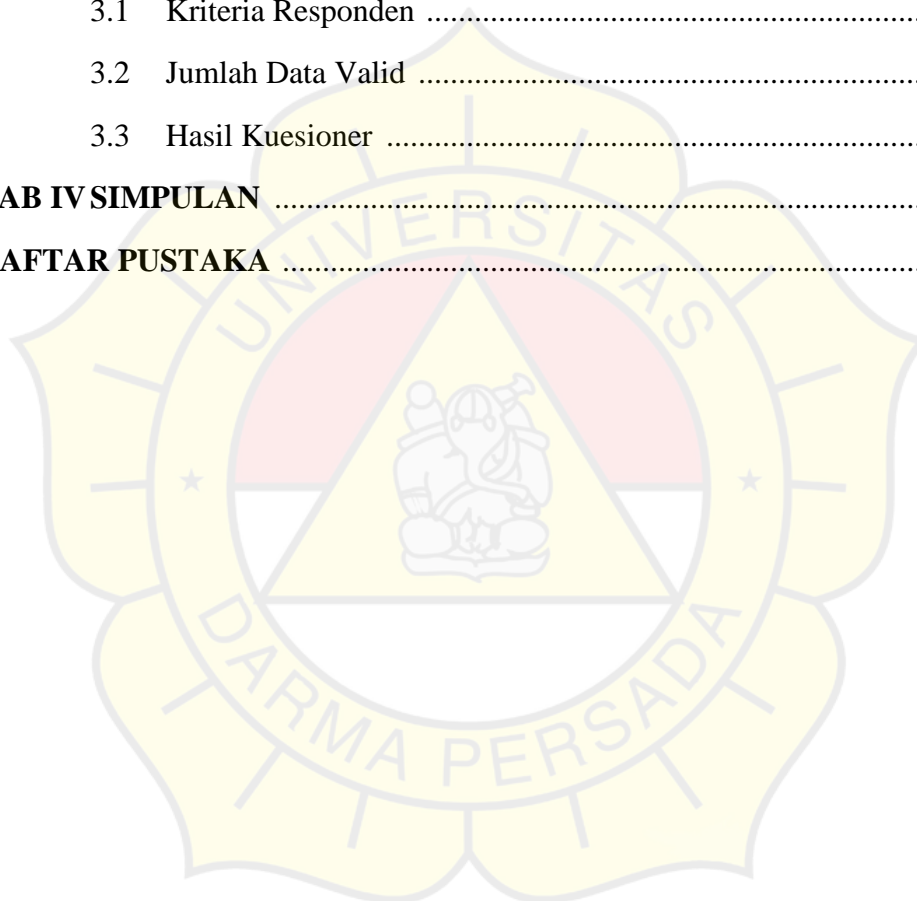 3.1 Kriteria Responden ................................................................
3.2 Jumlah Data Valid .................................................................
3.3 Hasil Kuesioner ......................................................................
AB IV SIMPULAN .....................................................................................
AFTAR PUSTAKA ....................................................................................
UNIVERSITAS
DARMA PERSADA